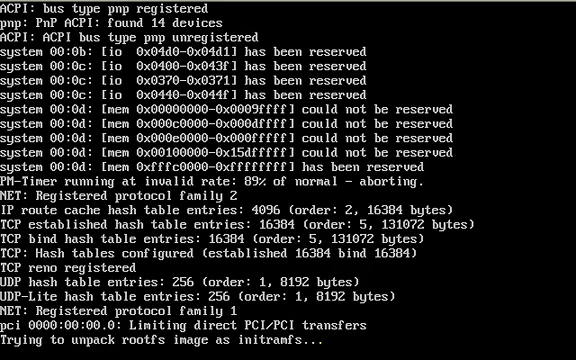 ACPI: bus type pnp registered
pnp: PnP ACPI: found 14 devices
ACPI: ACPI bus type pnp unregistered
system 00:0b: [io  0x04d0-0x04d1] has been reserved
system 00:0c: [io  0x0400-0x043f] has been reserved
system 00:0c: [io  0x0370-0x0371] has been reserved
system 00:0c: [io  0x0440-0x044f] has been reserved
system 00:0d: [mem 0x00000000-0x0009ffff] could not be reserved
system 00:0d: [mem 0x000c0000-0x000dffff] could not be reserved
system 00:0d: [mem 0x000e0000-0x000fffff] could not be reserved
system 00:0d: [mem 0x00100000-0x15dfffff] could not be reserved
system 00:0d: [mem 0xfffc0000-0xffffffff] has been reserved
PM-Timer running at invalid rate: 89% of normal - aborting.
NET: Registered protocol family 2
IP route cache hash table entries: 4096 (order: 2, 16384 bytes)
TCP established hash table entries: 16384 (order: 5, 131072 bytes)
TCP bind hash table entries: 16384 (order: 5, 131072 bytes)
TCP: Hash tables configured (established 16384 bind 16384)
TCP reno registered
UDP hash table entries: 256 (order: 1, 8192 bytes)
UDP-Lite hash table entries: 256 (order: 1, 8192 bytes)
NET: Registered protocol family 1
pci 0000:00:00.0: Limiting direct PCI/PCI transfers
Trying to unpack rootfs image as initramfs...